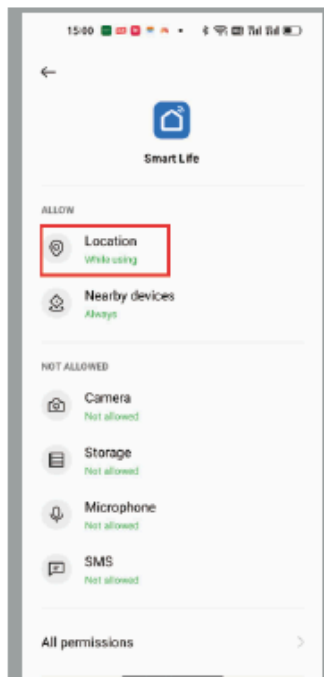 15:00
Smart Life
ALLOW
Location
While using
Nearby devices
Always
NOT ALLOWED
Camera
Not allowed
Storage
Not allowed
Microphone
Not allowed
SMS
Not allowed
All permissions